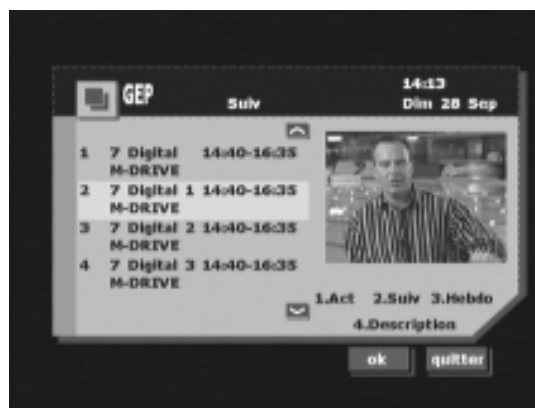 GEP
Suiv
14:13
Dim 28 Sep
1 7 Digital 14:40-16:35
M-DRIVE
2 7 Digital 1 14:40-16:35
M-DRIVE
3 7 Digital 2 14:40-16:35
M-DRIVE
4 7 Digital 3 14:40-16:35
M-DRIVE
1.Act 2.Suiv 3.Hebdo
4.Description
ok quitter